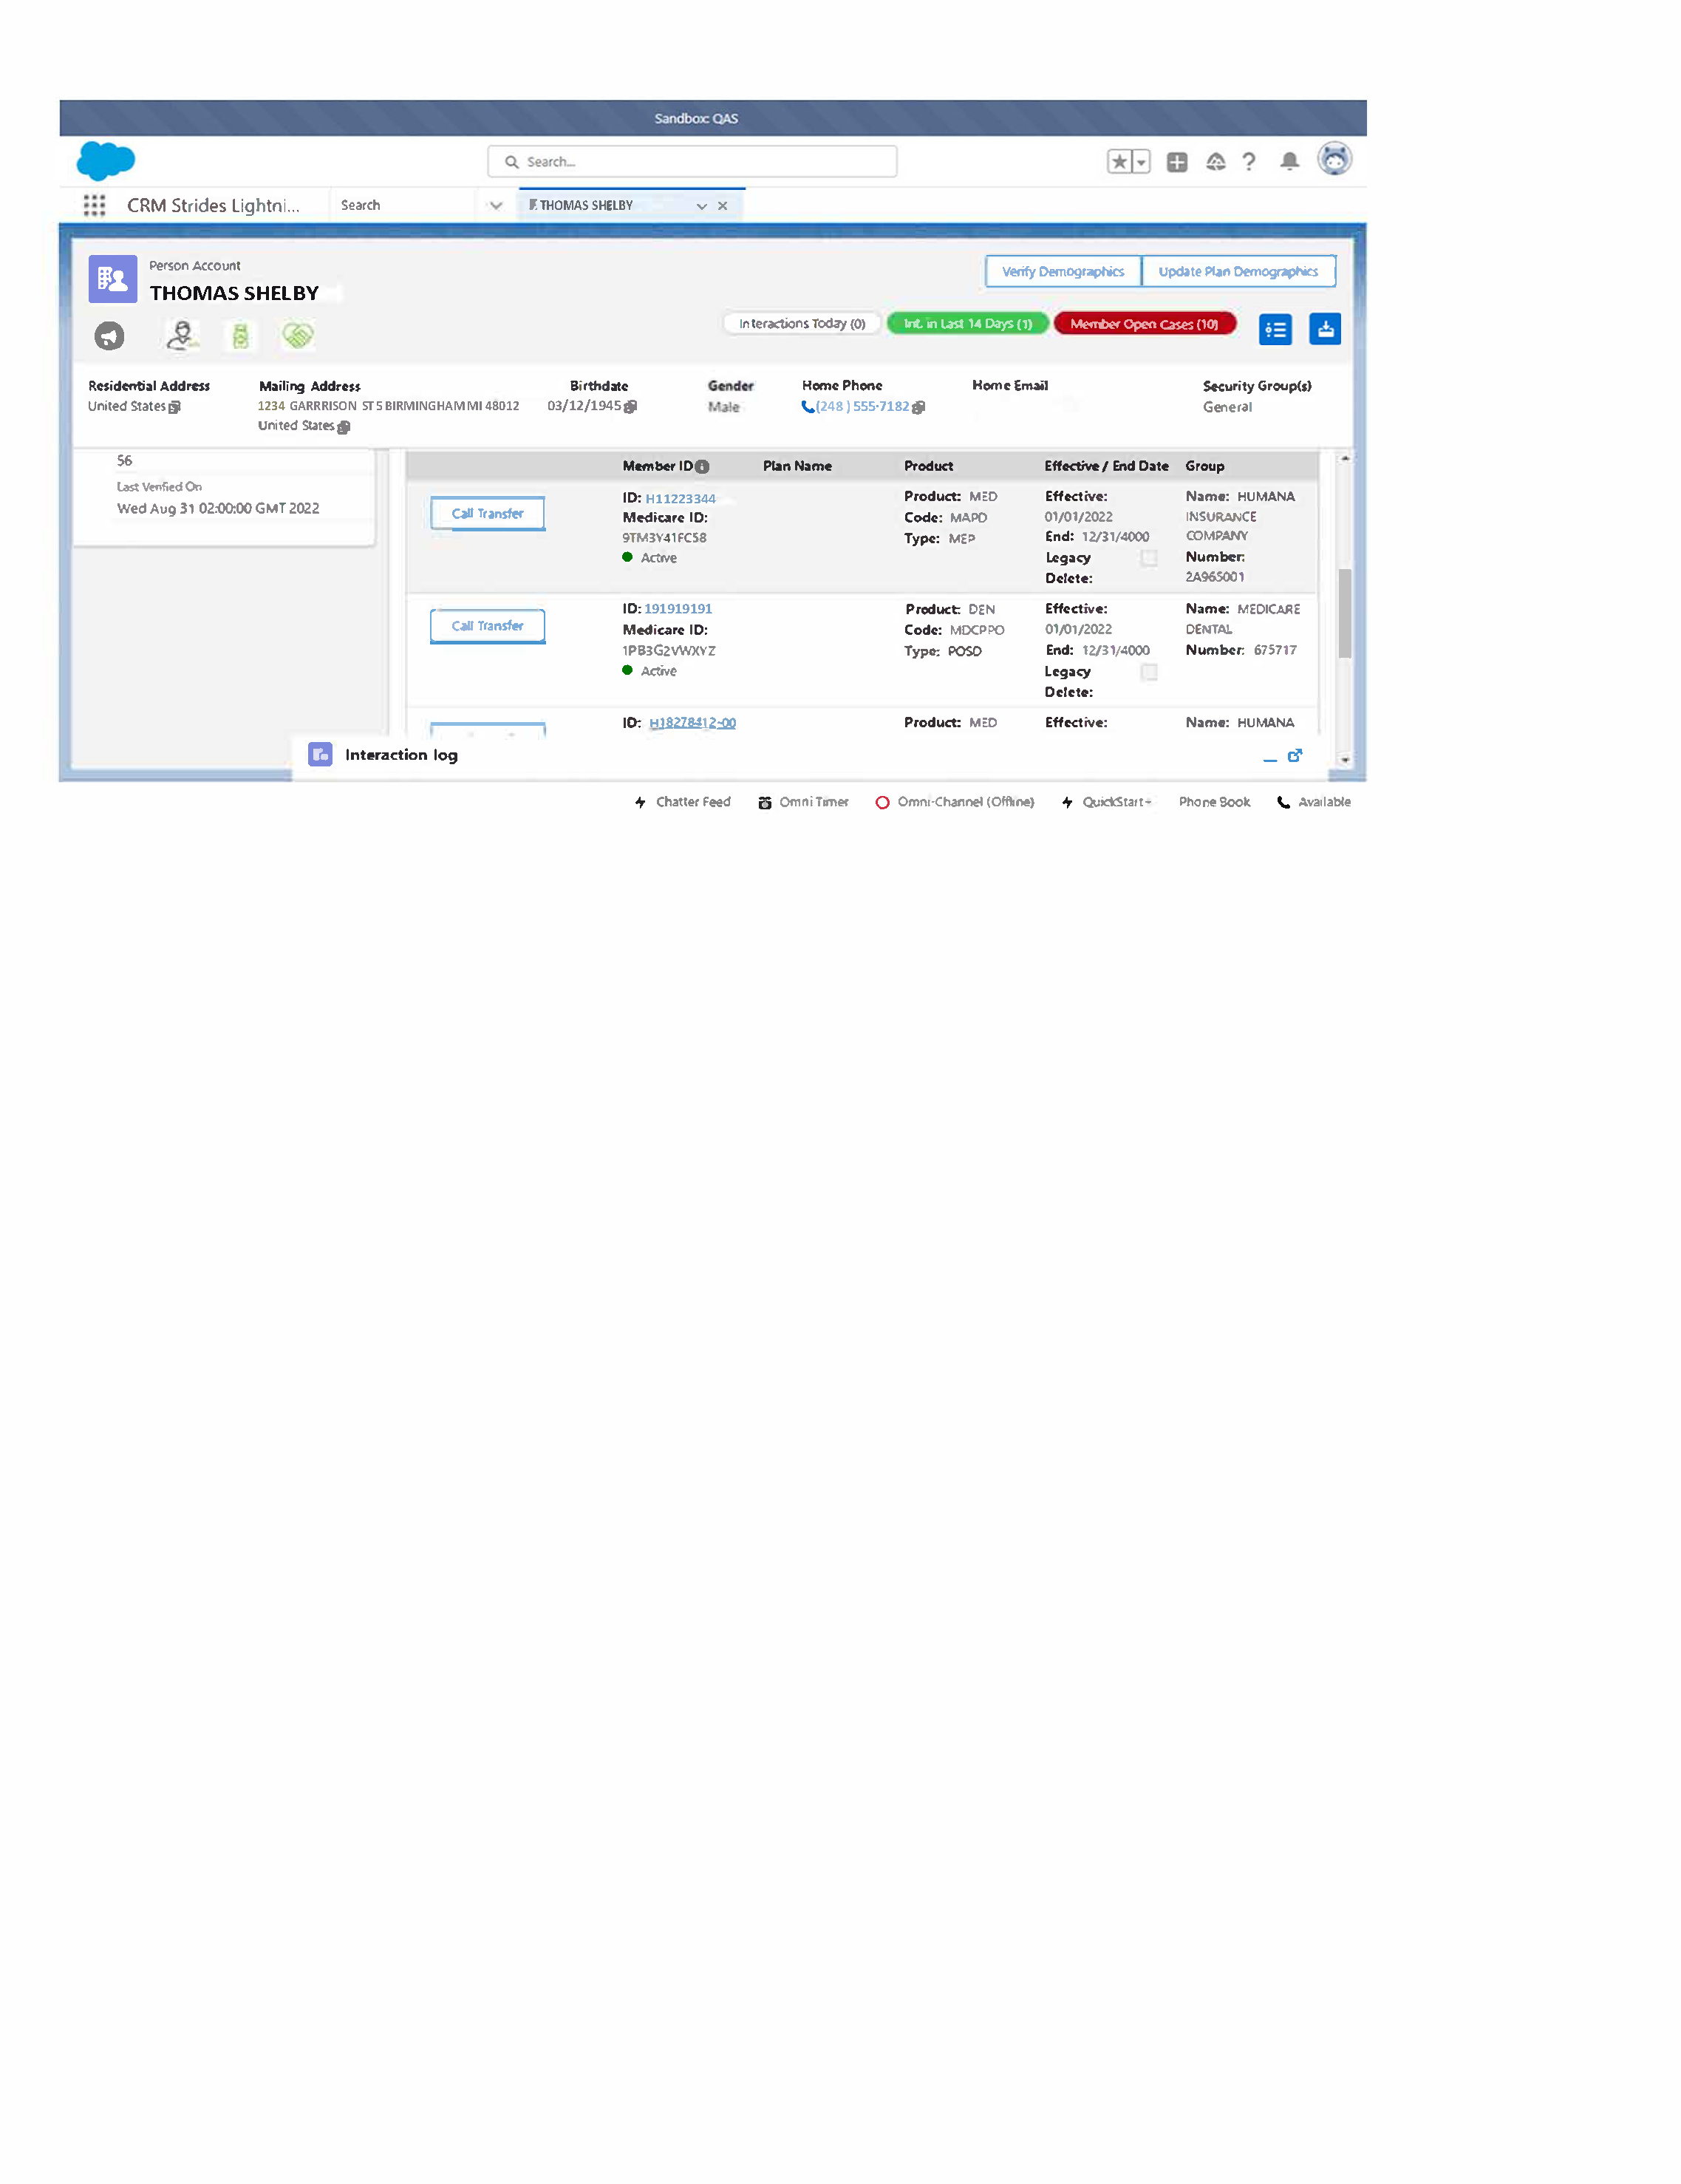 Sandbox: QAS
Search...
CRM Strides Lightni...
Search
THOMAS SHELBY
Person Account
THOMAS SHELBY
Verify Demographics
Update Plan Demographics
Interactions Today (0)
Int. in Last 14 Days (1)
Member Open Cases (10)
Residential Address
Mailing Address
Birthdate
Gender
Home Phone
Home Email
Security Group(s)
United States
1234 GARRRISON ST 5 BIRMINGHAM MI 48012
United States
03/12/1945
Male
(248 ) 555-7182
General
56
Last Verified On
Wed Aug 31 02:00:00 GMT 2022
Member ID
Plan Name
Product
Effective / End Date
Group
Call Transfer
ID: H11223344
Medicare ID:
9TM3Y41FC58
Active
Product: MED
Code: MAPD
Type: MEP
Effective:
01/01/2022
End: 12/31/4000
Legacy
Delete:
Name: HUMANA
INSURANCE
COMPANY
Number:
2A965001
Call Transfer
ID: 191919191
Medicare ID:
1PB3G2VWXYZ
Active
Product: DEN
Code: MDCPPO
Type: POSD
Effective:
01/01/2022
End: 12/31/4000
Legacy
Delete:
Name: MEDICARE
DENTAL
Number: 675717
ID: H18278412-00
Product: MED
Effective:
Name: HUMANA
Interaction log
Chatter Feed
Omni Timer
Omni-Channel (Offline)
QuickStart+
Phone Book
Available